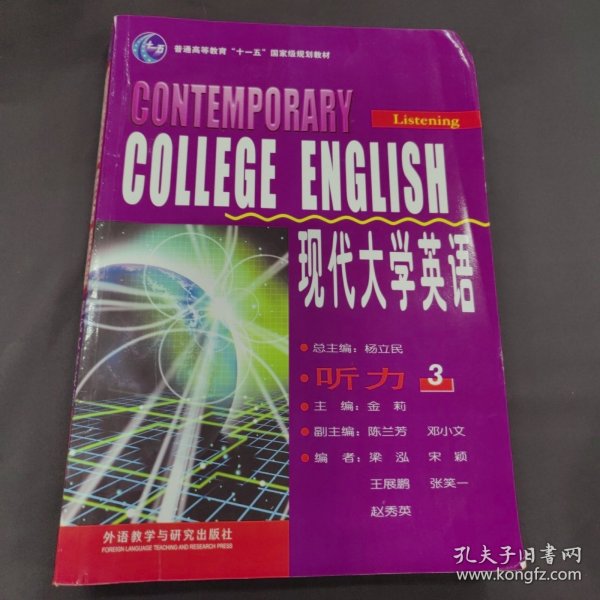 十一五
普通高等教育"十一五"国家级规划教材
CONTEMPORARY
Listening
COLLEGE ENGLISH
现代大学英语
•总主编：杨立民
•听力 3
•主编：金莉
•副主编：陈兰芳 邓小文
•编者：梁泓 宋颖
王展鹏 张笑一
赵秀英
外语教学与研究出版社
FOREIGN LANGUAGE TEACHING AND RESEARCH PRESS
孔夫子旧书网
www.kongfz.com